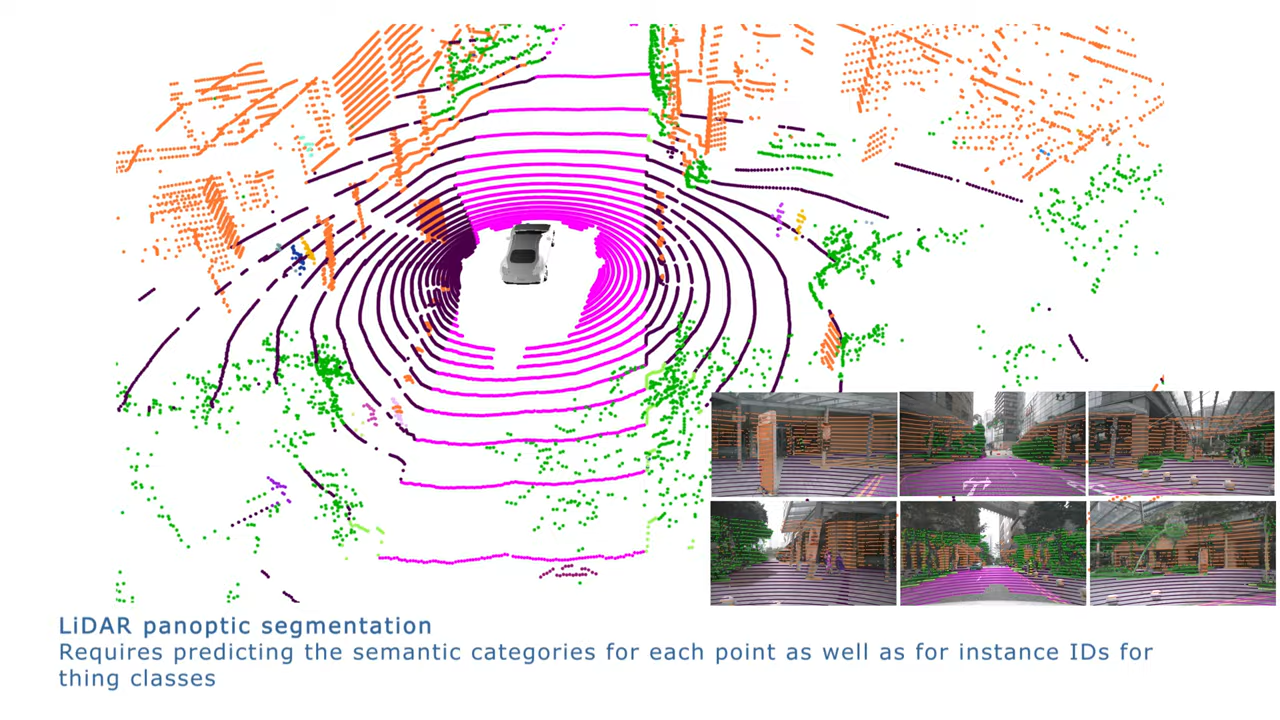 LiDAR panoptic segmentation
Requires predicting the semantic categories for each point as well as for instance IDs for
thing classes